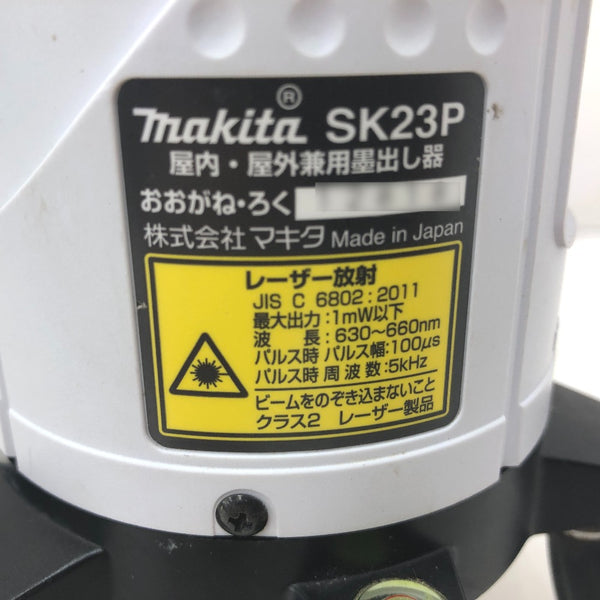 makita® SK23P
屋内・屋外兼用墨出し器
おおがね・ろく
株式会社マキタ Made in Japan
レーザー放射
JIS C 6802:2011
最大出力:1mW以下
波長:630～660nm
パルス時 パルス幅:100μs
パルス時 周波数:5kHz
ビームをのぞき込まないこと
クラス2 レーザー製品